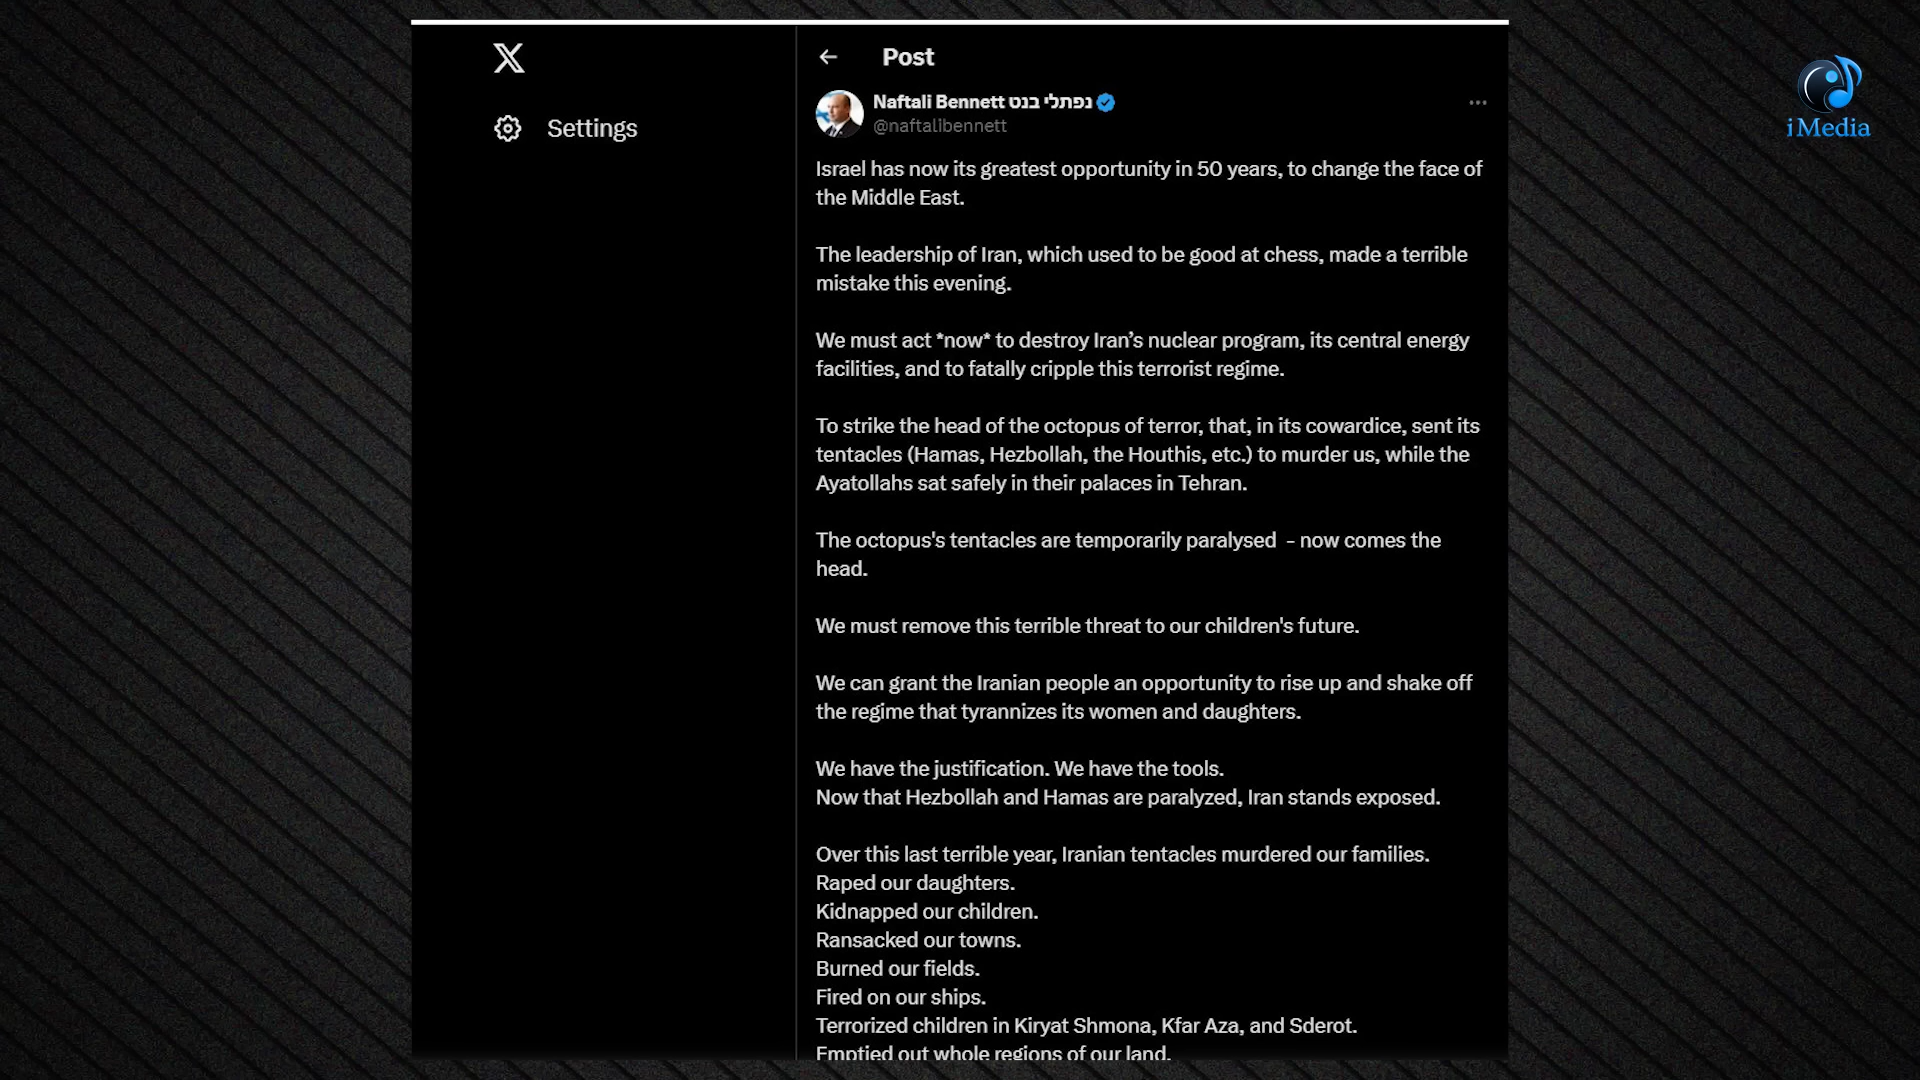 Settings
Post
Naftali Bennett נפתלי בנט
@naftalibennett
Israel has now its greatest opportunity in 50 years, to change the face of
the Middle East.
The leadership of Iran, which used to be good at chess, made a terrible
mistake this evening.
We must act *now* to destroy Iran’s nuclear program, its central energy
facilities, and to fatally cripple this terrorist regime.
To strike the head of the octopus of terror, that, in its cowardice, sent its
tentacles (Hamas, Hezbollah, the Houthis, etc.) to murder us, while the
Ayatollahs sat safely in their palaces in Tehran.
The octopus's tentacles are temporarily paralysed - now comes the
head.
We must remove this terrible threat to our children's future.
We can grant the Iranian people an opportunity to rise up and shake off
the regime that tyrannizes its women and daughters.
We have the justification. We have the tools.
Now that Hezbollah and Hamas are paralyzed, Iran stands exposed.
Over this last terrible year, Iranian tentacles murdered our families.
Raped our daughters.
Kidnapped our children.
Ransacked our towns.
Burned our fields.
Fired on our ships.
Terrorized children in Kiryat Shmona, Kfar Aza, and Sderot.
Emptied out whole regions of our land.
iMedia